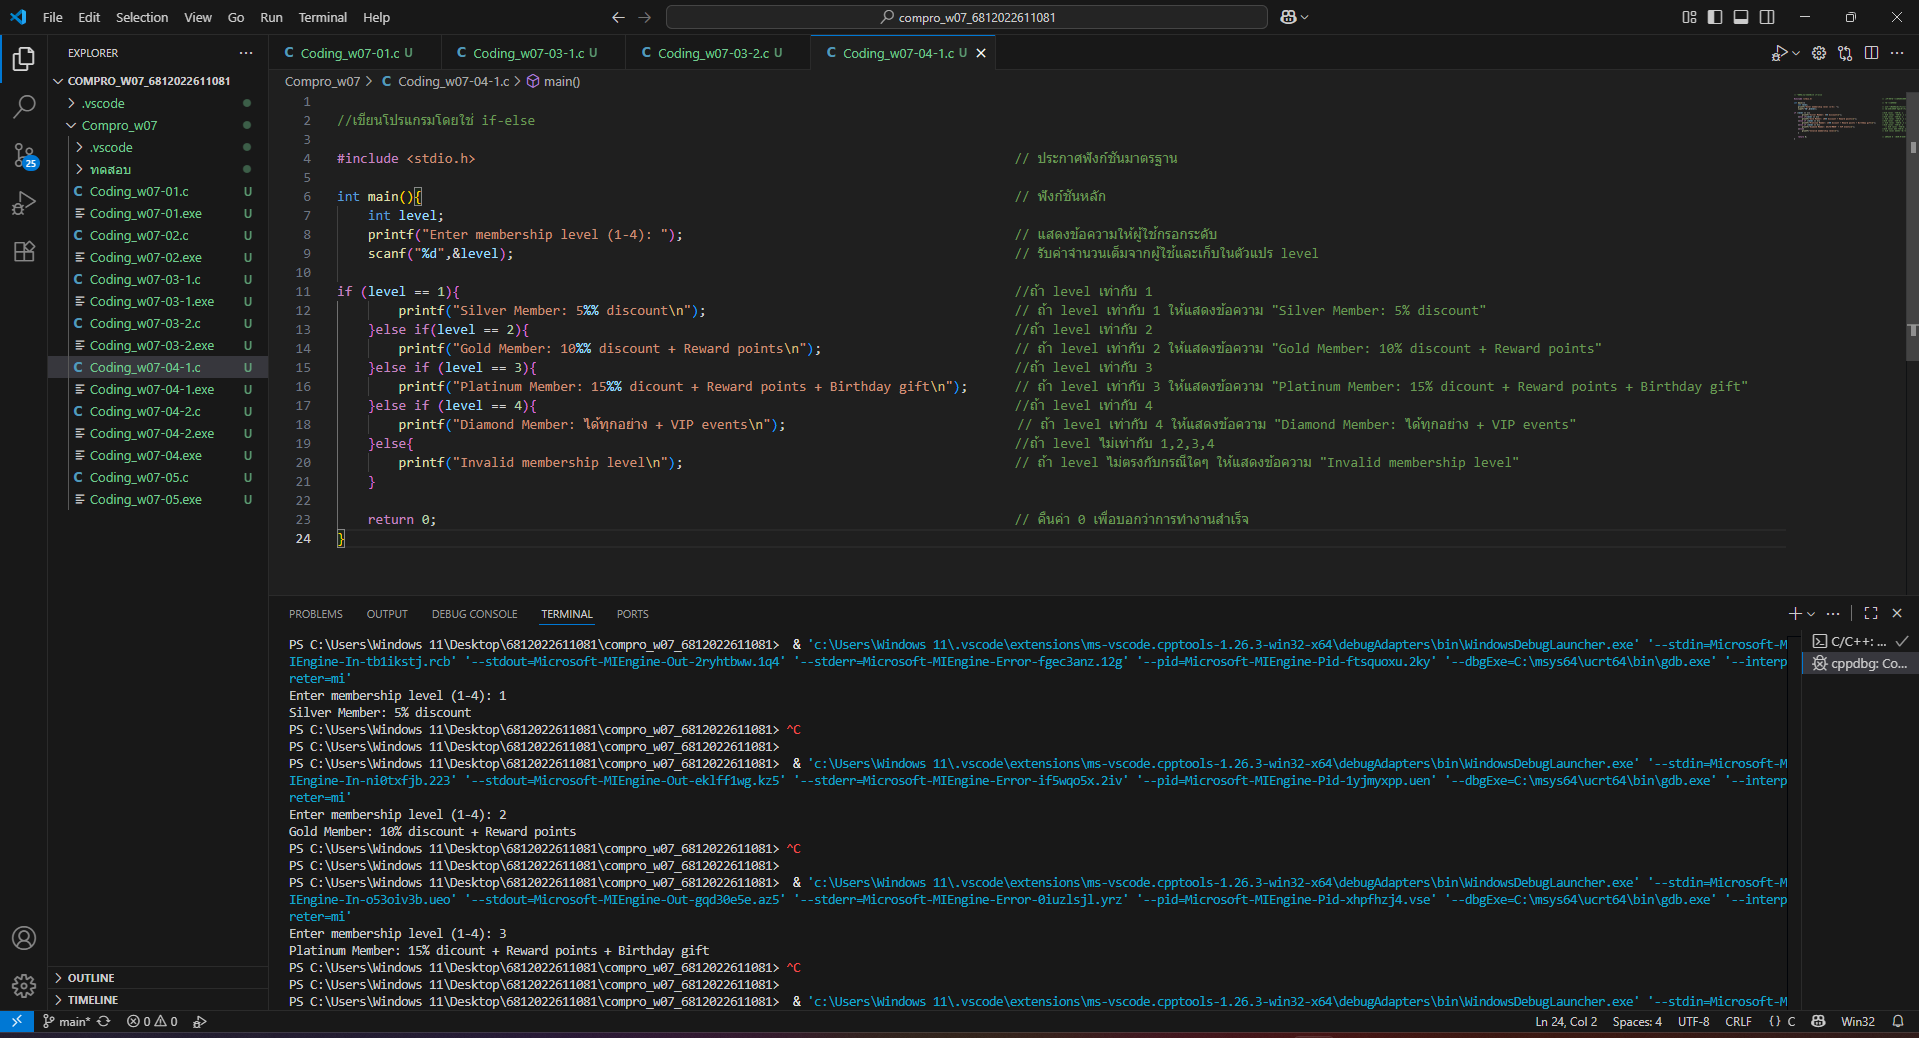 File Edit Selection View Go Run Terminal Help
compro_w07_6812022611081
EXPLORER
COMPRO_W07_6812022611081
.vscode
Compro_w07
.vscode
ทดสอบ
C Coding_w07-01.c U
Coding_w07-01.exe U
C Coding_w07-02.c U
Coding_w07-02.exe U
C Coding_w07-03-1.c U
Coding_w07-03-1.exe U
C Coding_w07-03-2.c U
Coding_w07-03-2.exe U
C Coding_w07-04-1.c U
Coding_w07-04-1.exe U
C Coding_w07-04-2.c U
Coding_w07-04-2.exe U
Coding_w07-04.exe U
C Coding_w07-05.c U
Coding_w07-05.exe U
OUTLINE
TIMELINE
25
C Coding_w07-01.c U C Coding_w07-03-1.c U C Coding_w07-03-2.c U C Coding_w07-04-1.c U
Compro_w07 > C Coding_w07-04-1.c > main()
1
2 //เขียนโปรแกรมโดยใช้ if-else
3
4 #include <stdio.h> // ประกาศฟังก์ชันมาตรฐาน
5
6 int main(){ // ฟังก์ชันหลัก
7 int level;
8 printf("Enter membership level (1-4): "); // แสดงข้อความให้ผู้ใช้กรอกระดับ
9 scanf("%d",&level); // รับค่าจำนวนเต็มจากผู้ใช้และเก็บในตัวแปร level
10
11 if (level == 1){ //ถ้า level เท่ากับ 1
12 printf("Silver Member: 5%% discount\n"); // ถ้า level เท่ากับ 1 ให้แสดงข้อความ "Silver Member: 5% discount"
13 }else if(level == 2){ //ถ้า level เท่ากับ 2
14 printf("Gold Member: 10%% discount + Reward points\n"); // ถ้า level เท่ากับ 2 ให้แสดงข้อความ "Gold Member: 10% discount + Reward points"
15 }else if (level == 3){ //ถ้า level เท่ากับ 3
16 printf("Platinum Member: 15%% dicount + Reward points + Birthday gift\n"); // ถ้า level เท่ากับ 3 ให้แสดงข้อความ "Platinum Member: 15% dicount + Reward points + Birthday gift"
17 }else if (level == 4){ //ถ้า level เท่ากับ 4
18 printf("Diamond Member: ได้ทุกอย่าง + VIP events\n"); // ถ้า level เท่ากับ 4 ให้แสดงข้อความ "Diamond Member: ได้ทุกอย่าง + VIP events"
19 }else{ //ถ้า level ไม่เท่ากับ 1,2,3,4
20 printf("Invalid membership level\n"); // ถ้า level ไม่ตรงกับกรณีใดๆ ให้แสดงข้อความ "Invalid membership level"
21 }
22
23 return 0; // คืนค่า 0 เพื่อบอกว่าการทำงานสำเร็จ
24 }
PROBLEMS OUTPUT DEBUG CONSOLE TERMINAL PORTS
PS C:\Users\Windows 11\Desktop\6812022611081\compro_w07_6812022611081> & 'c:\Users\Windows 11\.vscode\extensions\ms-vscode.cpptools-1.26.3-win32-x64\debugAdapters\bin\WindowsDebugLauncher.exe' '--stdin=Microsoft-M
IEngine-In-tb1ikstj.rcb' '--stdout=Microsoft-MIEngine-Out-2ryhtbww.1q4' '--stderr=Microsoft-MIEngine-Error-fgec3anz.12g' '--pid=Microsoft-MIEngine-Pid-ftsquoxu.2ky' '--dbgExe=C:\msys64\ucrt64\bin\gdb.exe' '--interp
reter=mi'
Enter membership level (1-4): 1
Silver Member: 5% discount
PS C:\Users\Windows 11\Desktop\6812022611081\compro_w07_6812022611081> ^C
PS C:\Users\Windows 11\Desktop\6812022611081\compro_w07_6812022611081>
PS C:\Users\Windows 11\Desktop\6812022611081\compro_w07_6812022611081> & 'c:\Users\Windows 11\.vscode\extensions\ms-vscode.cpptools-1.26.3-win32-x64\debugAdapters\bin\WindowsDebugLauncher.exe' '--stdin=Microsoft-M
IEngine-In-ni0txfjb.223' '--stdout=Microsoft-MIEngine-Out-eklff1wg.kz5' '--stderr=Microsoft-MIEngine-Error-if5wqo5x.2iv' '--pid=Microsoft-MIEngine-Pid-1yjmyxpp.uen' '--dbgExe=C:\msys64\ucrt64\bin\gdb.exe' '--interp
reter=mi'
Enter membership level (1-4): 2
Gold Member: 10% discount + Reward points
PS C:\Users\Windows 11\Desktop\6812022611081\compro_w07_6812022611081> ^C
PS C:\Users\Windows 11\Desktop\6812022611081\compro_w07_6812022611081>
PS C:\Users\Windows 11\Desktop\6812022611081\compro_w07_6812022611081> & 'c:\Users\Windows 11\.vscode\extensions\ms-vscode.cpptools-1.26.3-win32-x64\debugAdapters\bin\WindowsDebugLauncher.exe' '--stdin=Microsoft-M
IEngine-In-o53oiv3b.ueo' '--stdout=Microsoft-MIEngine-Out-gqd30e5e.az5' '--stderr=Microsoft-MIEngine-Error-0iuzlsjl.yrz' '--pid=Microsoft-MIEngine-Pid-xhpfhzj4.vse' '--dbgExe=C:\msys64\ucrt64\bin\gdb.exe' '--interp
reter=mi'
Enter membership level (1-4): 3
Platinum Member: 15% dicount + Reward points + Birthday gift
PS C:\Users\Windows 11\Desktop\6812022611081\compro_w07_6812022611081> ^C
PS C:\Users\Windows 11\Desktop\6812022611081\compro_w07_6812022611081>
PS C:\Users\Windows 11\Desktop\6812022611081\compro_w07_6812022611081> & 'c:\Users\Windows 11\.vscode\extensions\ms-vscode.cpptools-1.26.3-win32-x64\debugAdapters\bin\WindowsDebugLauncher.exe' '--stdin=Microsoft-M
C/C++: ...
cppdbg: Co...
main* 0 0 Ln 24, Col 2 Spaces: 4 UTF-8 CRLF {} C Win32